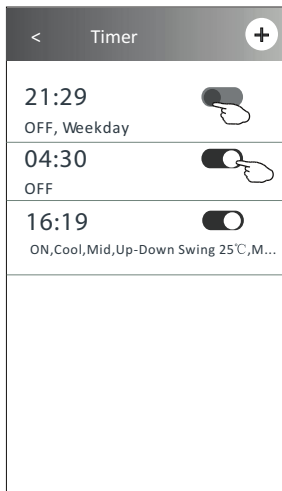 < Timer +
21:29
OFF, Weekday
04:30
OFF
16:19
ON,Cool,Mid,Up-Down Swing 25℃,M...